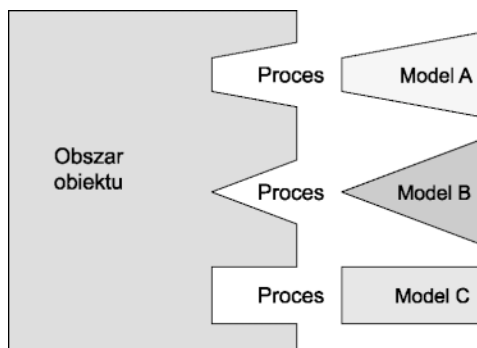 Proces
Model A
Obszar
obiektu
Proces
Model B
Proces
Model C